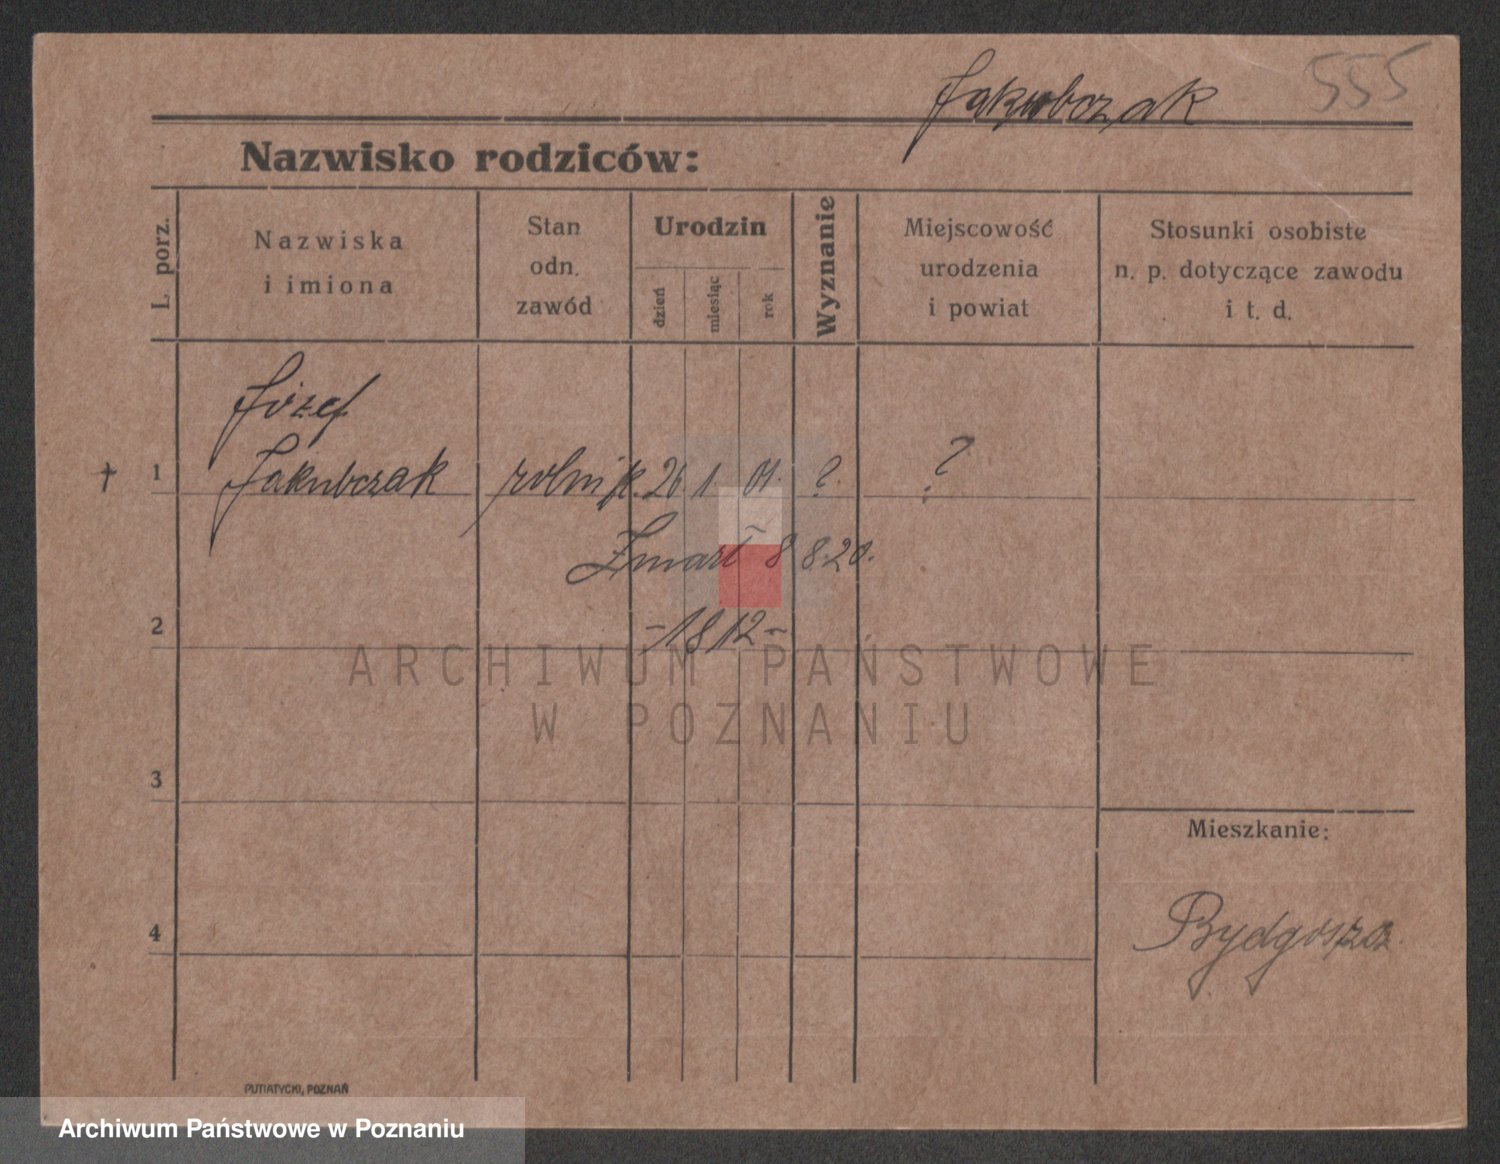 Jakubczak 555
Nazwisko rodziców:
L. porz.
Nazwiska
i imiona
Stan
odn.
zawód
Urodzin
dzień
miesiąc
rok
Wyznanie
Miejscowość
urodzenia
i powiat
Stosunki osobiste
n. p. dotyczące zawodu
i t. d.
Józef
† 1 Jakubczak rolnik. 26 1. 01. ?. ?
Zmarł 8 8.20.
2 - 1812 -
ARCHIWUM PAŃSTWOWE
W POZNANIU
3
Mieszkanie:
4 Bydgoszcz.
PUTIATYCKI, POZNAŃ
Archiwum Państwowe w Poznaniu